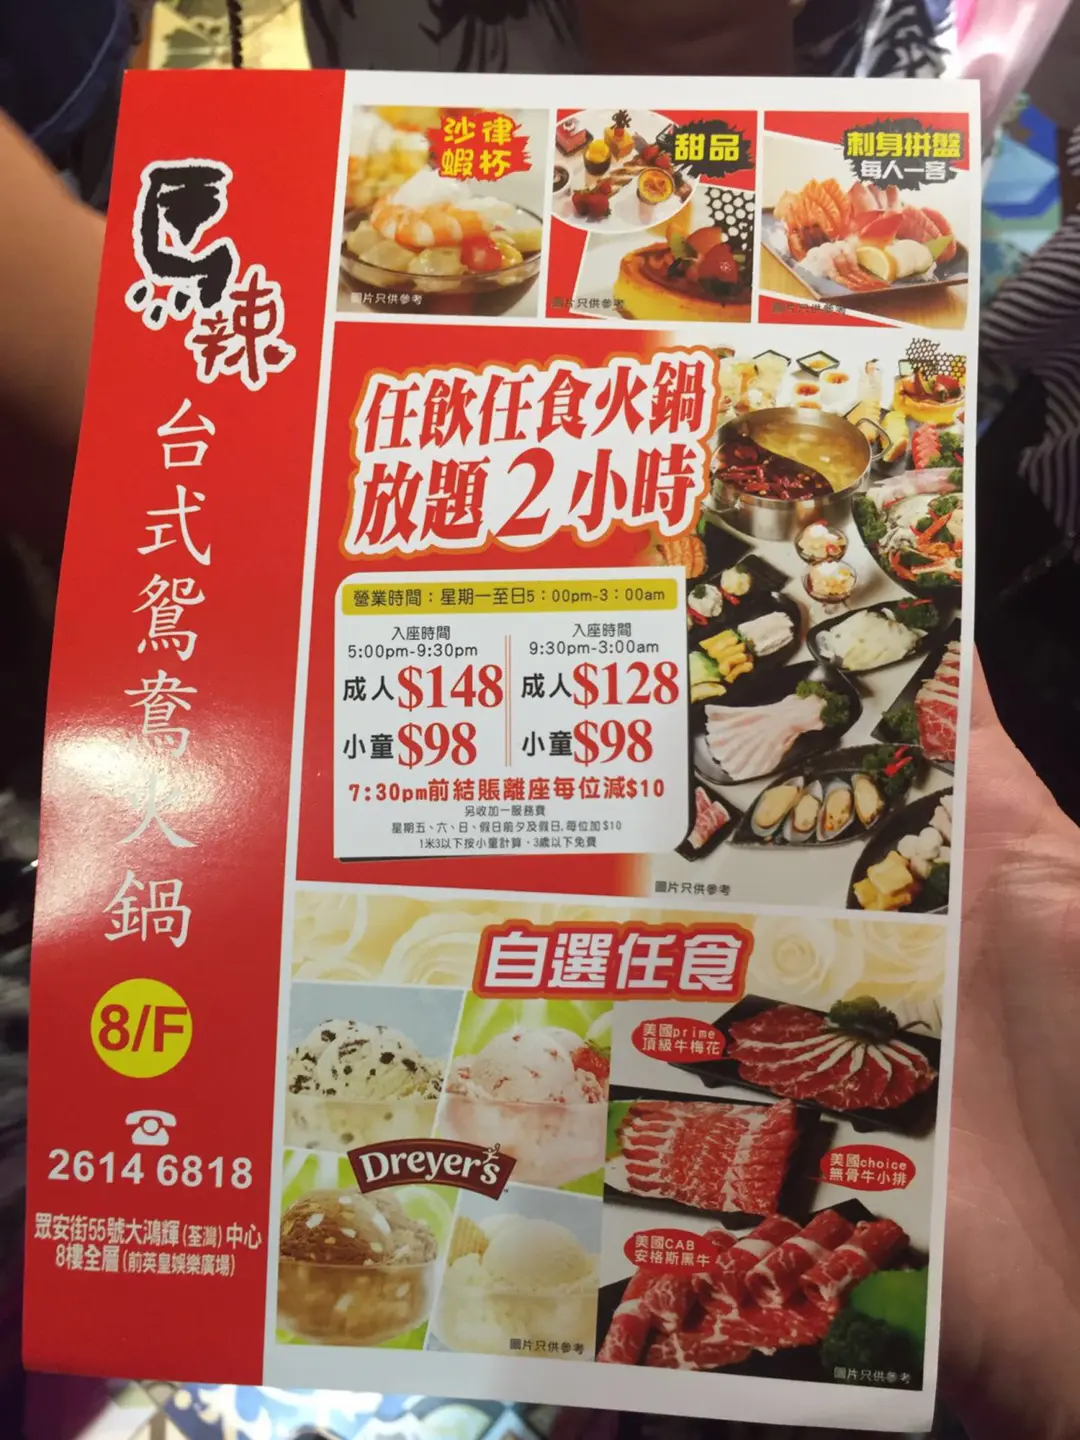 馬辣
台式鴛鴦火鍋
8/F
2614 6818
眾安街55號大鴻輝(荃灣)中心
8樓全層(前英皇娛樂廣場)
沙律
蝦杯
圖片只供參考
甜品
圖片只供參考
刺身拼盤
每人一客
圖片只供參考
任飲任食火鍋
放題2小時
營業時間：星期一至日5：00pm-3：00am
入座時間
5:00pm-9:30pm
成人$148
小童$98
入座時間
9:30pm-3:00am
成人$128
小童$98
7:30pm前結賬離座每位減$10
另收加一服務費
星期五、六、日、假日前夕及假日,每位加$10
1米3以下按小童計算，3歲以下免費
圖片只供參考
自選任食
Dreyer's
圖片只供參考
美國prime
頂級牛梅花
美國choice
無骨牛小排
美國CAB
安格斯黑牛
圖片只供參考